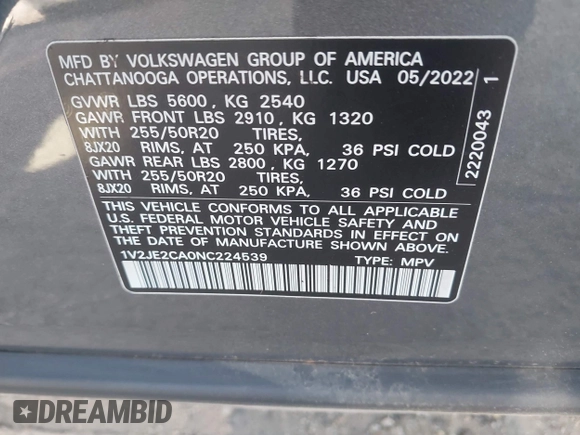 MFD BY VOLKSWAGEN GROUP OF AMERICA
CHATTANOOGA OPERATIONS, LLC. USA 05/2022
GVWR LBS 5600, KG 2540
GAWR FRONT LBS 2910, KG 1320
WITH 255/50R20 TIRES,
8JX20 RIMS, AT 250 KPA, 36 PSI COLD
GAWR REAR LBS 2800, KG 1270
WITH 255/50R20 TIRES,
8JX20 RIMS, AT 250 KPA, 36 PSI COLD
THIS VEHICLE CONFORMS TO ALL APPLICABLE
U.S. FEDERAL MOTOR VEHICLE SAFETY AND
THEFT PREVENTION STANDARDS IN EFFECT ON
THE DATE OF MANUFACTURE SHOWN ABOVE.
1V2JE2CA0NC224539 TYPE: MPV
2220043 1
DREAMBID